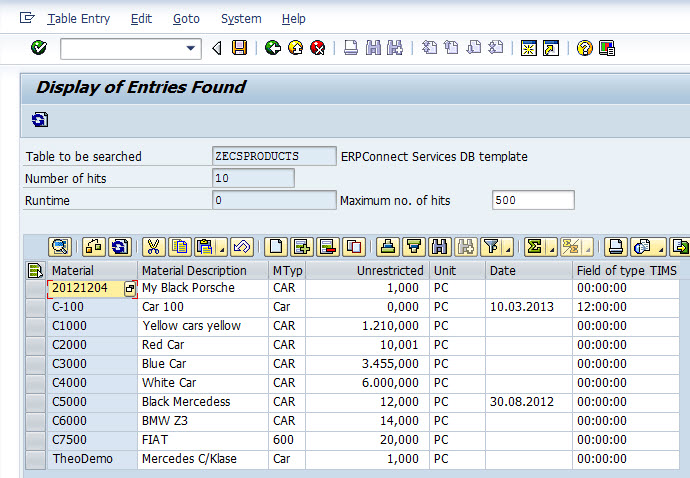 Table Entry Edit Goto System Help
Display of Entries Found
Table to be searched ZECSPRODUCTS ERPConnect Services DB template
Number of hits 10
Runtime 0 Maximum no. of hits 500
Material Material Description MTyp Unrestricted Unit Date Field of type TIMS
20121204 My Black Porsche CAR 1,000 PC 00:00:00
C-100 Car 100 Car 0,000 PC 10.03.2013 12:00:00
C1000 Yellow cars yellow CAR 1.210,000 PC 00:00:00
C2000 Red Car CAR 10,001 PC 00:00:00
C3000 Blue Car CAR 3.455,000 PC 00:00:00
C4000 White Car CAR 6.000,000 PC 00:00:00
C5000 Black Mercedess CAR 12,000 PC 30.08.2012 00:00:00
C6000 BMW Z3 CAR 14,000 PC 00:00:00
C7500 FIAT 600 20,000 PC 00:00:00
TheoDemo Mercedes C/Klase Car 1,000 PC 00:00:00